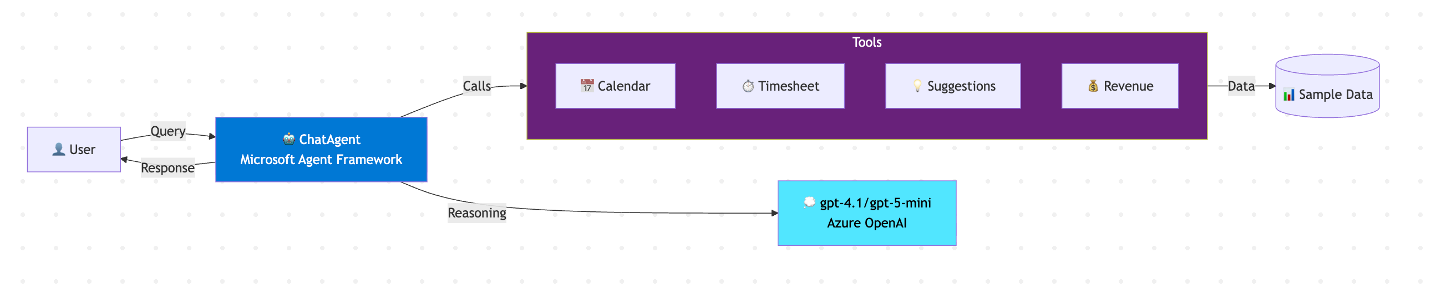 Tools
📅 Calendar
⏱️ Timesheet
💡 Suggestions
💰 Revenue
Calls
Data
📊 Sample Data
👤 User
Query
Response
🤖 ChatAgent
Microsoft Agent Framework
Reasoning
💭 gpt-4.1/gpt-5-mini
Azure OpenAI